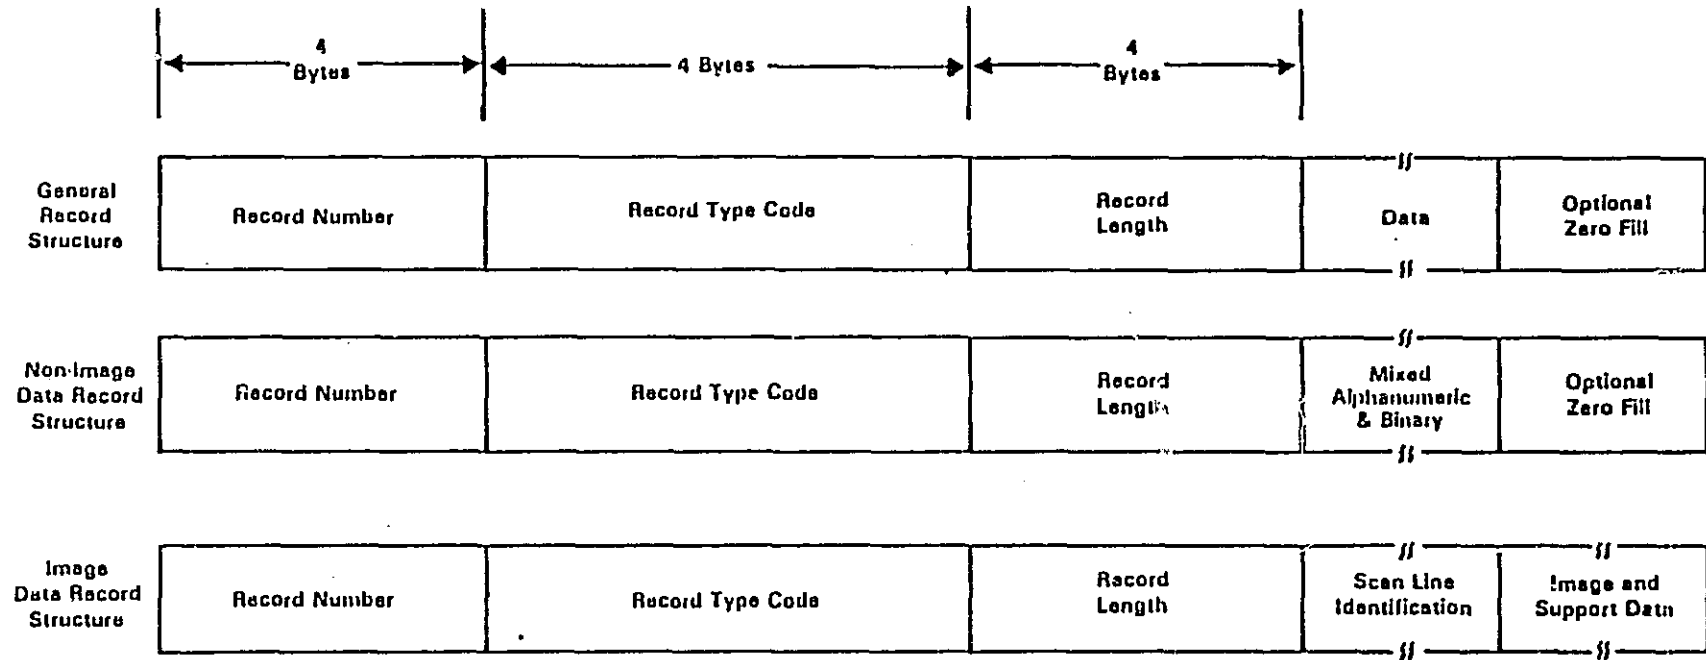 4
Bytes
4 Bytes
4
Bytes
General
Record
Structure
Record Number
Record Type Code
Record
Length
Data
Optional
Zero Fill
Non-Image
Data Record
Structure
Record Number
Record Type Code
Record
Length
Mixed
Alphanumeric
& Binary
Optional
Zero Fill
Image
Data Record
Structure
Record Number
Record Type Code
Record
Length
Scan Line
Identification
Image and
Support Data